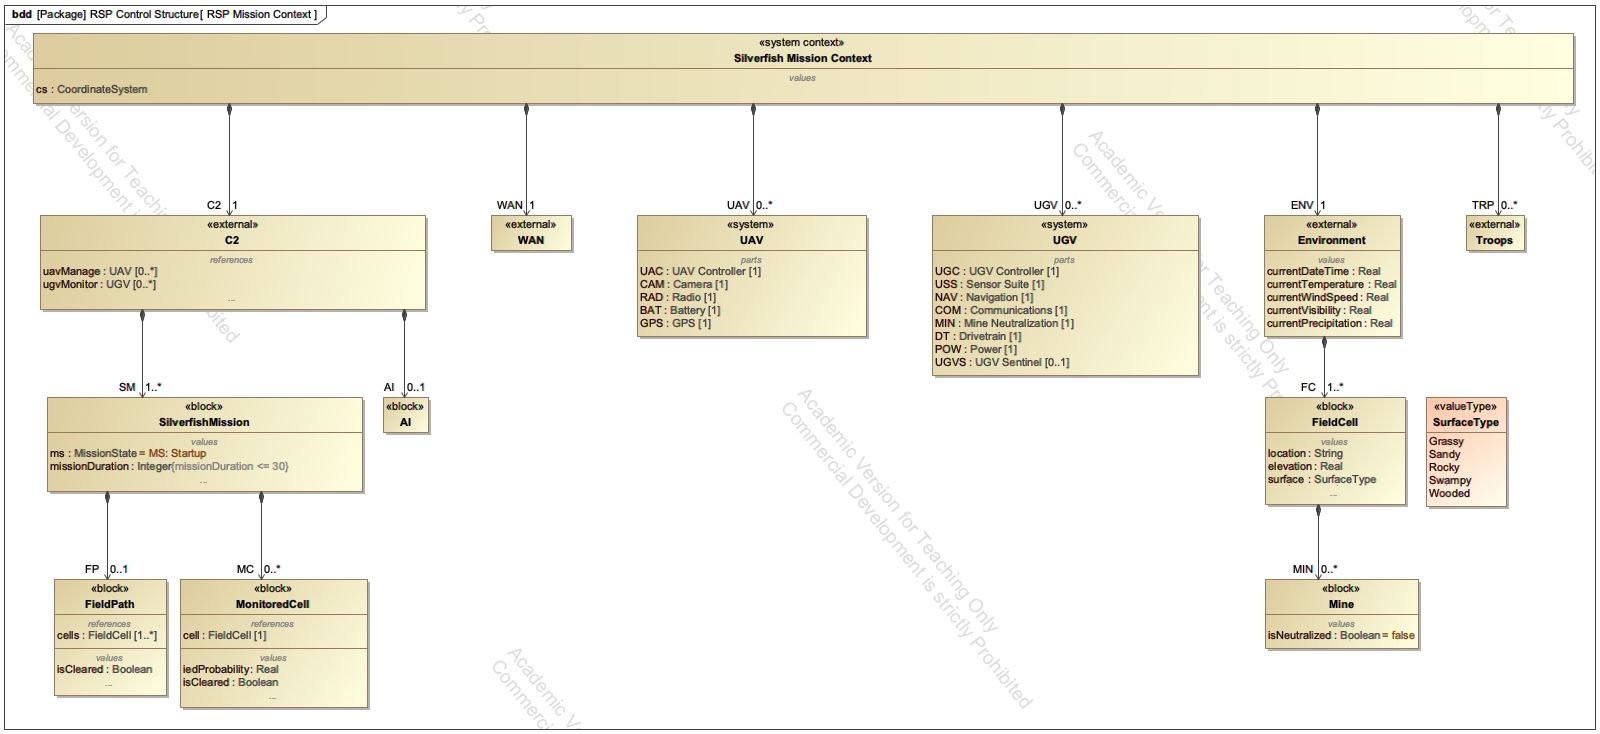 bdd [Package] RSP Control Structure[ RSP Mission Context ]
«system context»
Silverfish Mission Context
values
cs : CoordinateSystem
C2 1
WAN 1
UAV 0..*
UGV 0..*
ENV 1
TRP 0..*
«external»
C2
references
uavManage : UAV [0..*]
ugvMonitor : UGV [0..*]
...
«external»
WAN
«system»
UAV
parts
UAC : UAV Controller [1]
CAM : Camera [1]
RAD : Radio [1]
BAT : Battery [1]
GPS : GPS [1]
«system»
UGV
parts
UGC : UGV Controller [1]
USS : Sensor Suite [1]
NAV : Navigation [1]
COM : Communications [1]
MIN : Mine Neutralization [1]
DT : Drivetrain [1]
POW : Power [1]
UGVS : UGV Sentinel [0..1]
«external»
Environment
values
currentDateTime : Real
currentTemperature : Real
currentWindSpeed : Real
currentVisibility : Real
currentPrecipitation : Real
«external»
Troops
SM 1..*
AI 0..1
FC 1..*
«block»
SilverfishMission
values
ms : MissionState = MS: Startup
missionDuration : Integer{missionDuration <= 30}
...
«block»
AI
«block»
FieldCell
values
location : String
elevation : Real
surface : SurfaceType
...
«valueType»
SurfaceType
Grassy
Sandy
Rocky
Swampy
Wooded
FP 0..1
MC 0..*
MIN 0..*
«block»
FieldPath
references
cells : FieldCell [1..*]
values
isCleared : Boolean
...
«block»
MonitoredCell
references
cell : FieldCell [1]
values
iedProbability : Real
isCleared : Boolean
...
«block»
Mine
values
isNeutralized : Boolean = false
Academic Version for Teaching Only
Commercial Development is strictly Prohibited